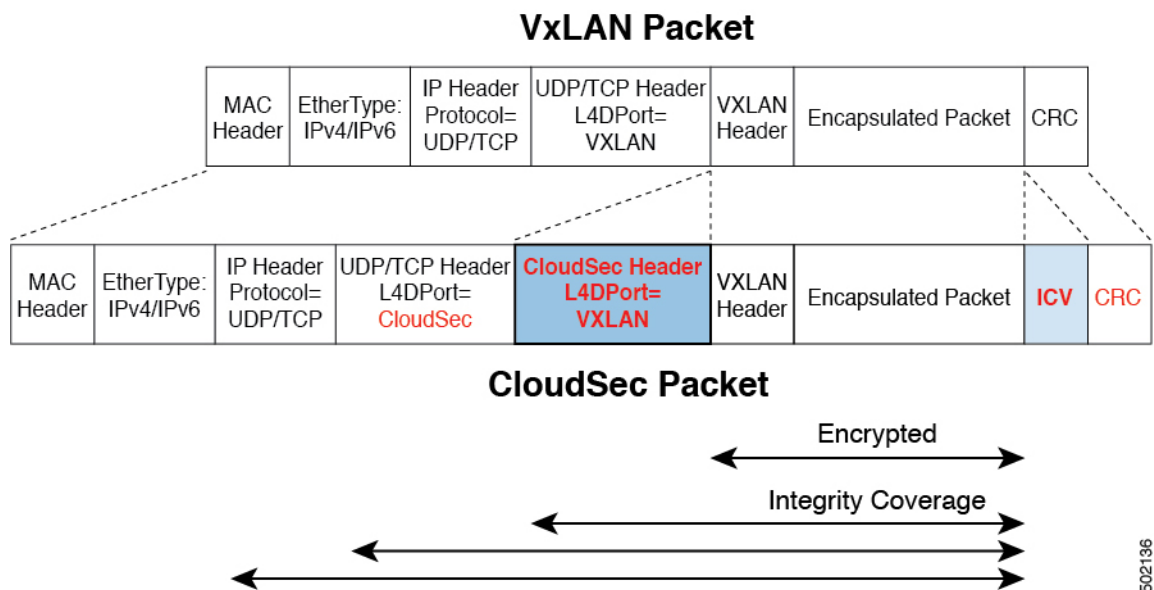 VxLAN Packet
MAC
Header
EtherType:
IPv4/IPv6
IP Header
Protocol=
UDP/TCP
UDP/TCP Header
L4DPort=
VXLAN
VXLAN
Header
Encapsulated Packet
CRC
MAC
Header
EtherType:
IPv4/IPv6
IP Header
Protocol=
UDP/TCP
UDP/TCP Header
L4DPort=
CloudSec
CloudSec Header
L4DPort=
VXLAN
VXLAN
Header
Encapsulated Packet
ICV
CRC
CloudSec Packet
Encrypted
Integrity Coverage
502136